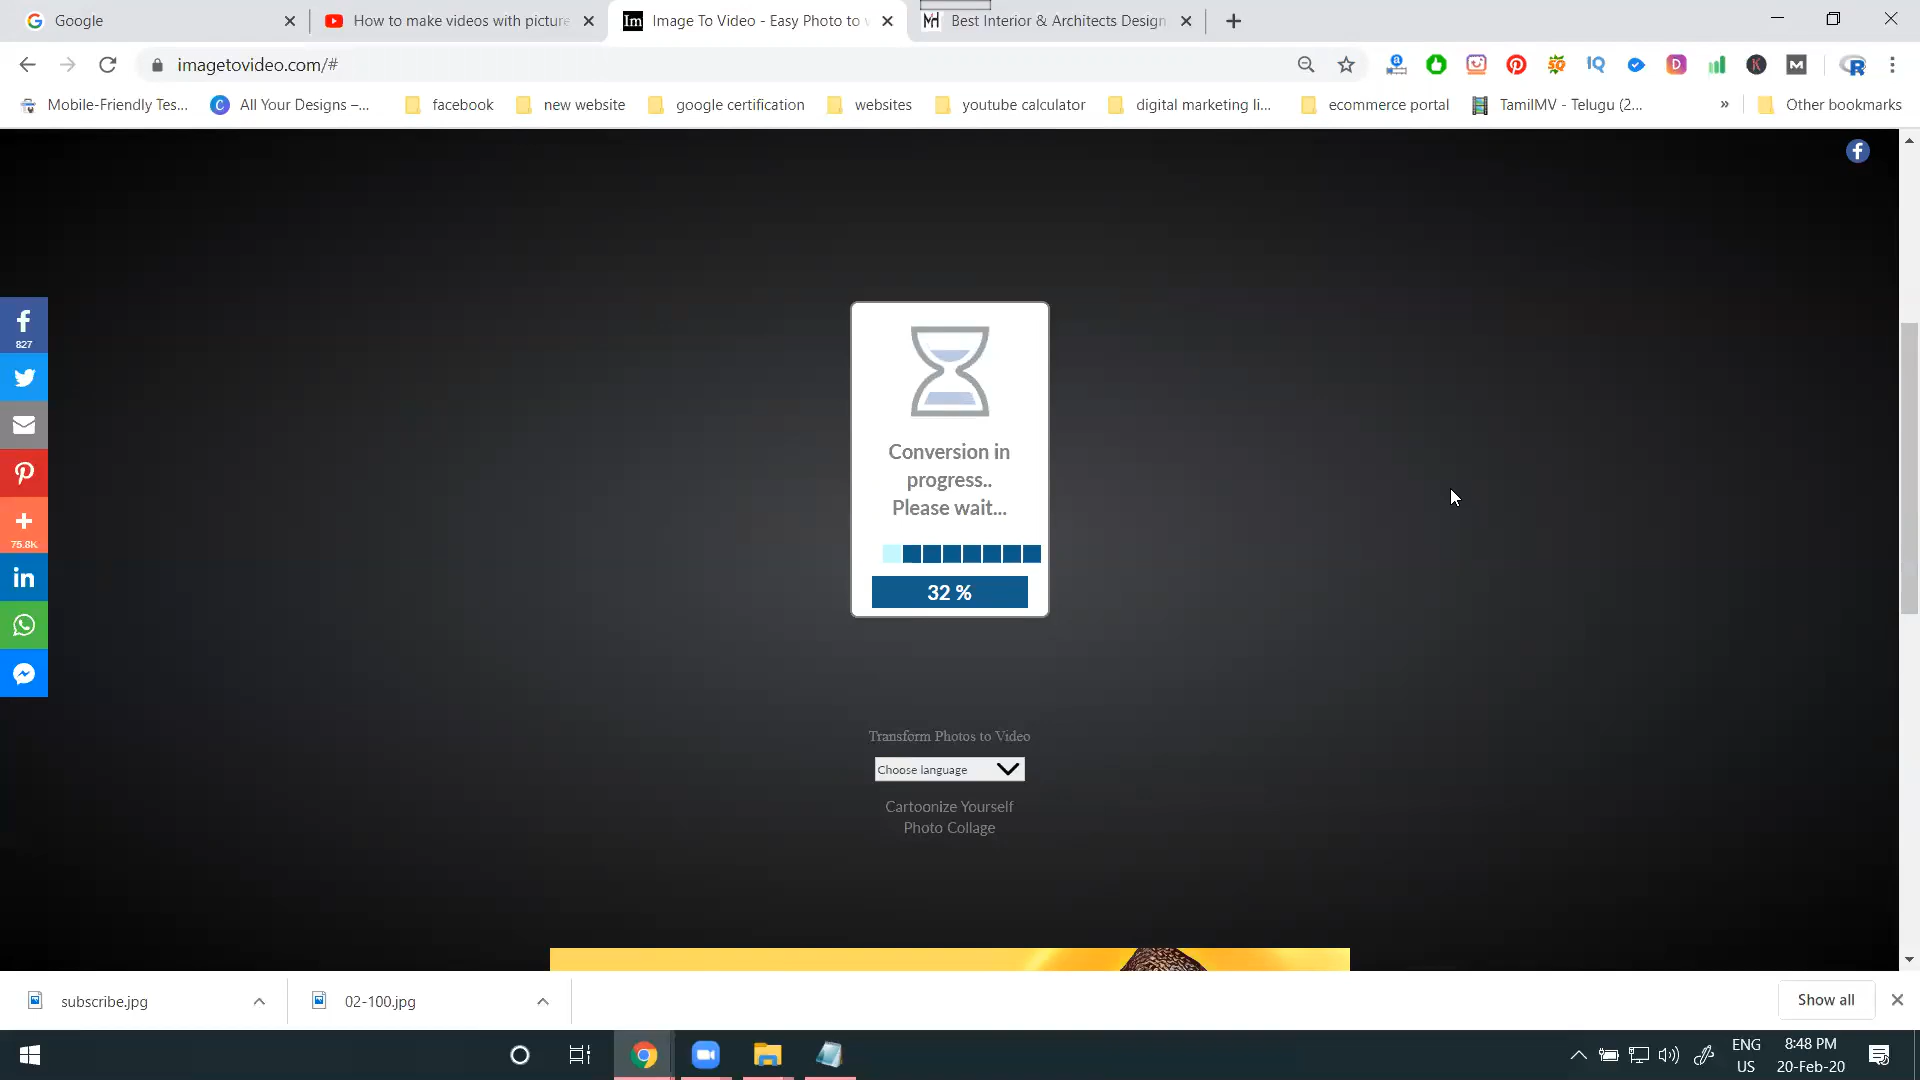 Google
How to make videos with picture
Im
Image To Video - Easy Photo to v
MH
Best Interior & Architects Design
imagetovideo.com/#
Mobile-Friendly Tes...
All Your Designs –...
facebook
new website
google certification
websites
youtube calculator
digital marketing li...
ecommerce portal
TamilMV - Telugu (2...
»
Other bookmarks
827
75.8K
Conversion in
progress..
Please wait...
32 %
Transform Photos to Video
Choose language
Cartoonize Yourself
Photo Collage
subscribe.jpg
02-100.jpg
Show all
ENG
US
8:48 PM
20-Feb-20